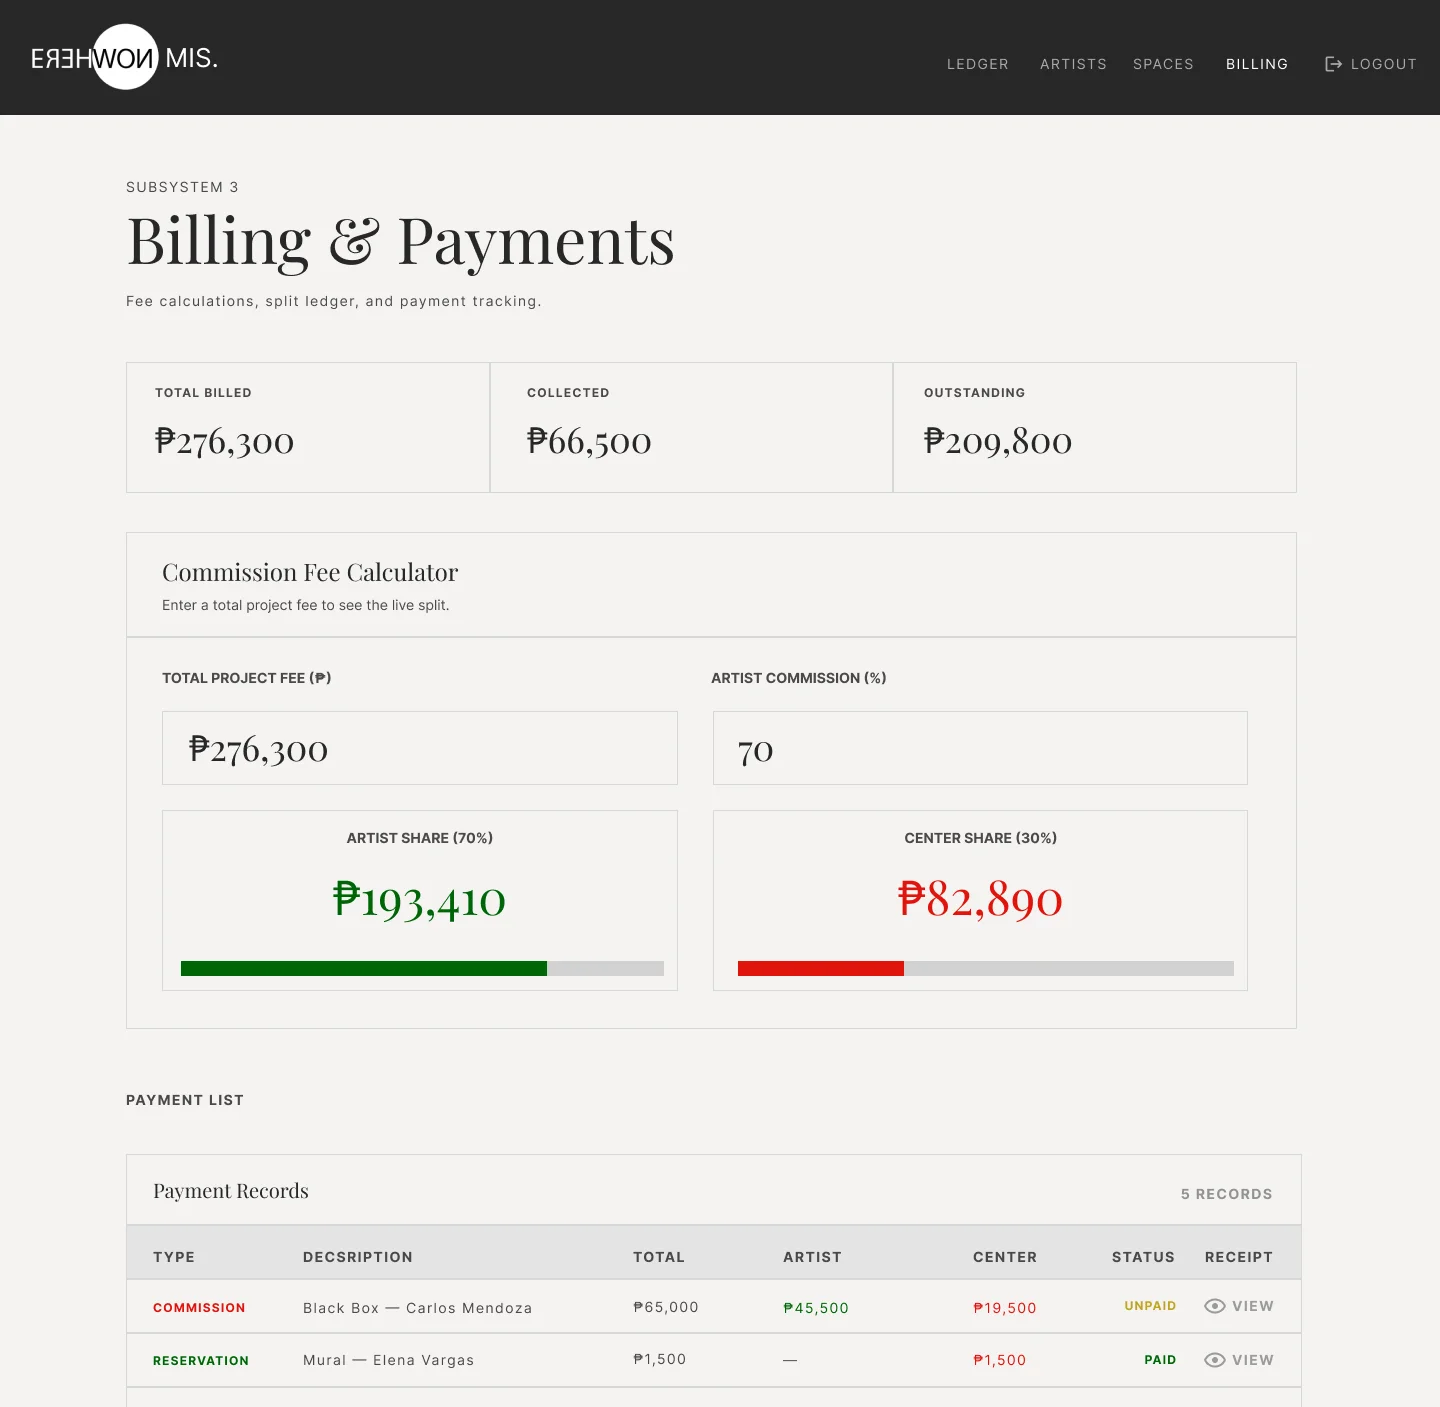 ƎRƎHWOИ MIS.
LEDGER ARTISTS SPACES BILLING LOGOUT
SUBSYSTEM 3
Billing & Payments
Fee calculations, split ledger, and payment tracking.
TOTAL BILLED COLLECTED OUTSTANDING
₱276,300 ₱66,500 ₱209,800
Commission Fee Calculator
Enter a total project fee to see the live split.
TOTAL PROJECT FEE (₱) ARTIST COMMISSION (%)
₱276,300 70
ARTIST SHARE (70%) CENTER SHARE (30%)
₱193,410 ₱82,890
PAYMENT LIST
Payment Records 5 RECORDS
TYPE DECSRIPTION TOTAL ARTIST CENTER STATUS RECEIPT
COMMISSION Black Box — Carlos Mendoza ₱65,000 ₱45,500 ₱19,500 UNPAID VIEW
RESERVATION Mural — Elena Vargas ₱1,500 — ₱1,500 PAID VIEW